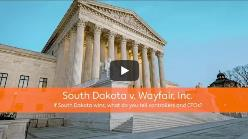 South Dakota v. Wayfair, Inc.
If South Dakota wins, what do you tell controllers and CFOs?